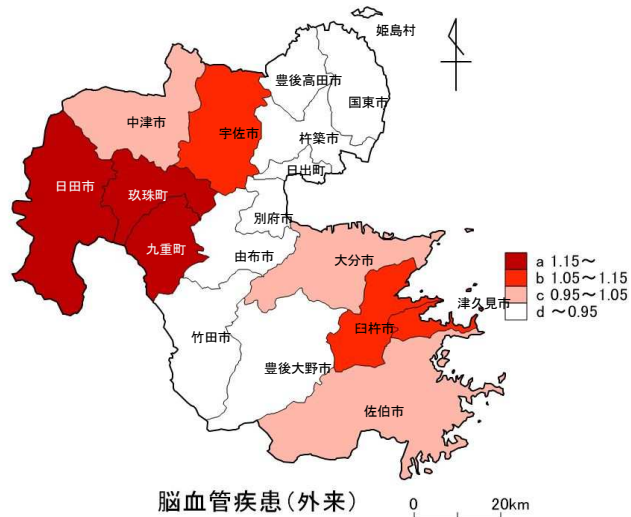 姫島村
豊後高田市
国東市
中津市
宇佐市
杵築市
日出町
日田市
玖珠町
別府市
九重町
由布市
大分市
a 1.15~
b 1.05~1.15
c 0.95~1.05
d ~0.95
津久見市
臼杵市
竹田市
豊後大野市
佐伯市
脳血管疾患(外来)
0 20km